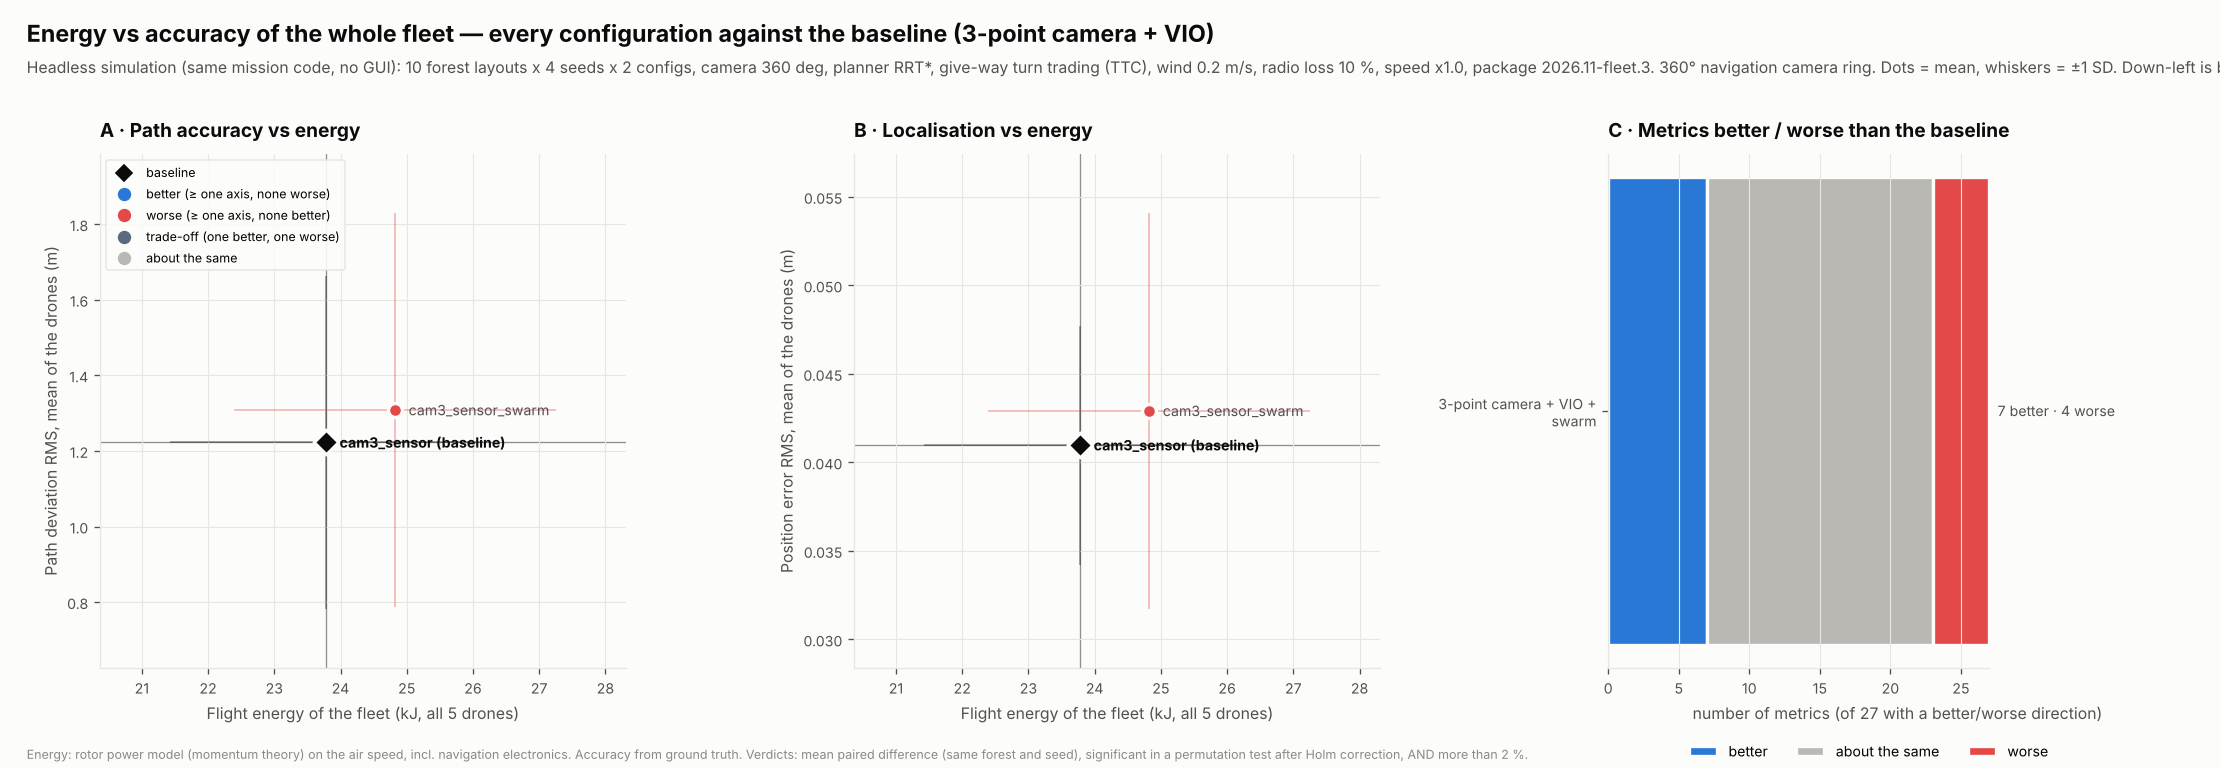 Energy vs accuracy of the whole fleet — every configuration against the baseline (3-point camera + VIO)
Headless simulation (same mission code, no GUI): 10 forest layouts x 4 seeds x 2 configs, camera 360 deg, planner RRT*, give-way turn trading (TTC), wind 0.2 m/s, radio loss 10 %, speed x1.0, package 2026.11-fleet.3. 360° navigation camera ring. Dots = mean, whiskers = ±1 SD. Down-left is
A · Path accuracy vs energy
baseline
better (≥ one axis, none worse)
worse (≥ one axis, none better)
trade-off (one better, one worse)
about the same
1.8
1.6
1.4
1.2
1.0
0.8
Path deviation RMS, mean of the drones (m)
cam3_sensor_swarm
cam3_sensor (baseline)
21 22 23 24 25 26 27 28
Flight energy of the fleet (kJ, all 5 drones)
B · Localisation vs energy
0.055
0.050
0.045
0.040
0.035
0.030
Position error RMS, mean of the drones (m)
cam3_sensor_swarm
cam3_sensor (baseline)
21 22 23 24 25 26 27 28
Flight energy of the fleet (kJ, all 5 drones)
C · Metrics better / worse than the baseline
3-point camera + VIO +
swarm
7 better · 4 worse
0 5 10 15 20 25
number of metrics (of 27 with a better/worse direction)
better about the same worse
Energy: rotor power model (momentum theory) on the air speed, incl. navigation electronics. Accuracy from ground truth. Verdicts: mean paired difference (same forest and seed), significant in a permutation test after Holm correction, AND more than 2 %.